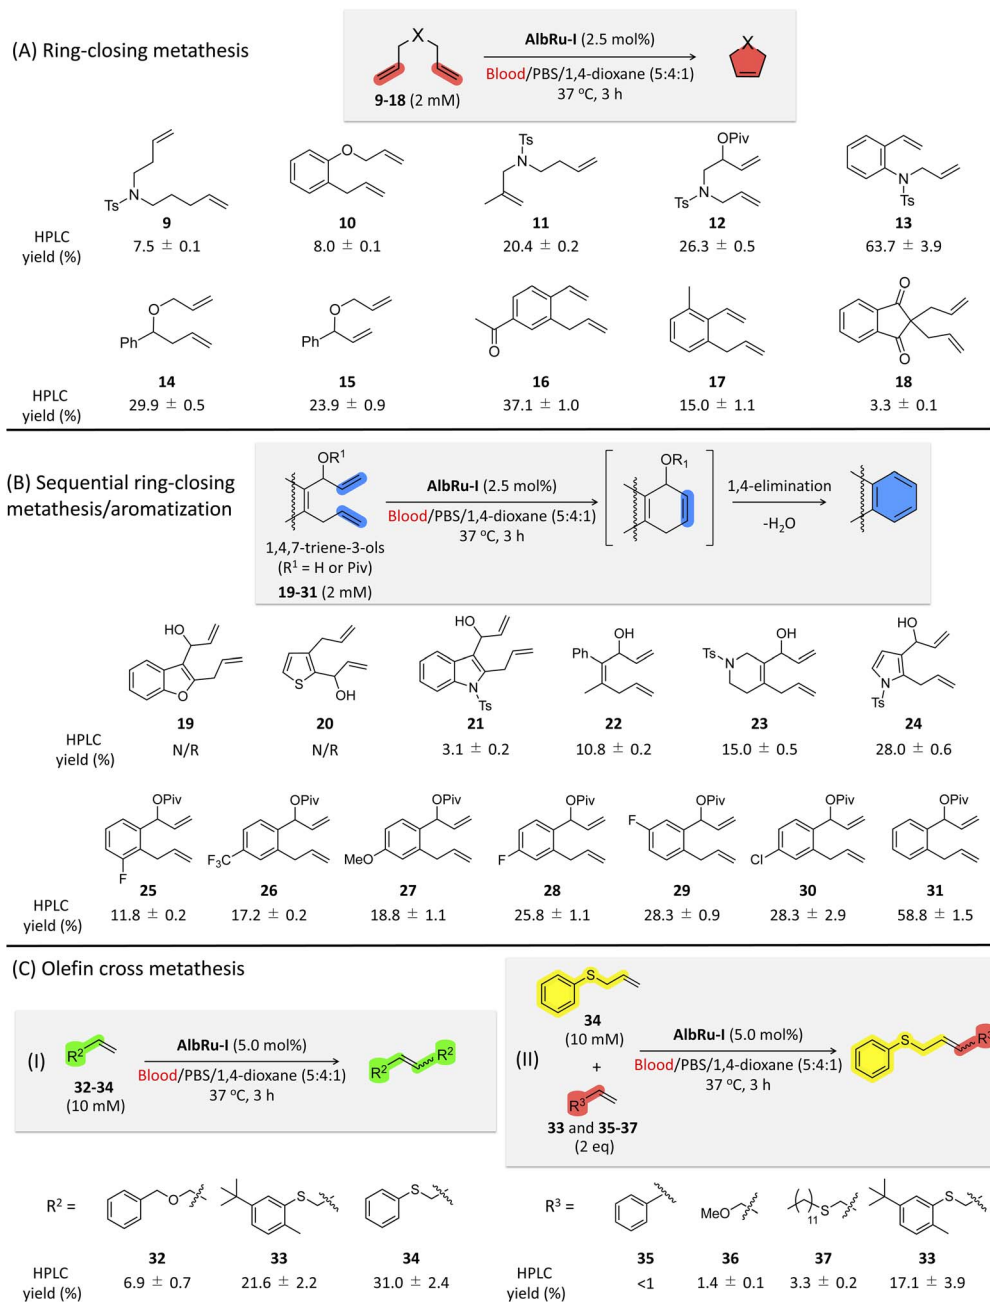 (A) Ring-closing metathesis
X
AlbRu-I (2.5 mol%)
Blood/PBS/1,4-dioxane (5:4:1)
37 °C, 3 h
X
9-18 (2 mM)
Ts N
O
Ts N
OPiv Ts N
N Ts
9 10 11 12 13
HPLC yield (%) 7.5 ± 0.1 8.0 ± 0.1 20.4 ± 0.2 26.3 ± 0.5 63.7 ± 3.9
O Ph
O Ph
O
O O
14 15 16 17 18
HPLC yield (%) 29.9 ± 0.5 23.9 ± 0.9 37.1 ± 1.0 15.0 ± 1.1 3.3 ± 0.1
(B) Sequential ring-closing
metathesis/aromatization
OR¹
AlbRu-I (2.5 mol%)
Blood/PBS/1,4-dioxane (5:4:1)
37 °C, 3 h
OR₁
1,4-elimination
-H₂O
1,4,7-triene-3-ols
(R¹ = H or Piv)
19-31 (2 mM)
HO O
S OH
HO N Ts
OH Ph
OH Ts N
HO N Ts
19 20 21 22 23 24
HPLC yield (%) N/R N/R 3.1 ± 0.2 10.8 ± 0.2 15.0 ± 0.5 28.0 ± 0.6
OPiv F
OPiv F₃C
OPiv MeO
OPiv F
OPiv F
OPiv Cl
OPiv
25 26 27 28 29 30 31
HPLC yield (%) 11.8 ± 0.2 17.2 ± 0.2 18.8 ± 1.1 25.8 ± 1.1 28.3 ± 0.9 28.3 ± 2.9 58.8 ± 1.5
(C) Olefin cross metathesis
(I)
R²
AlbRu-I (5.0 mol%)
Blood/PBS/1,4-dioxane (5:4:1)
37 °C, 3 h
R² R²
32-34
(10 mM)
(II)
S
34
(10 mM)
+
R³
33 and 35-37
(2 eq)
AlbRu-I (5.0 mol%)
Blood/PBS/1,4-dioxane (5:4:1)
37 °C, 3 h
S R³
R² =
O
S
S
32 33 34
HPLC yield (%) 6.9 ± 0.7 21.6 ± 2.2 31.0 ± 2.4
R³ =
MeO
11 S
S
35 36 37 33
HPLC yield (%) <1 1.4 ± 0.1 3.3 ± 0.2 17.1 ± 3.9